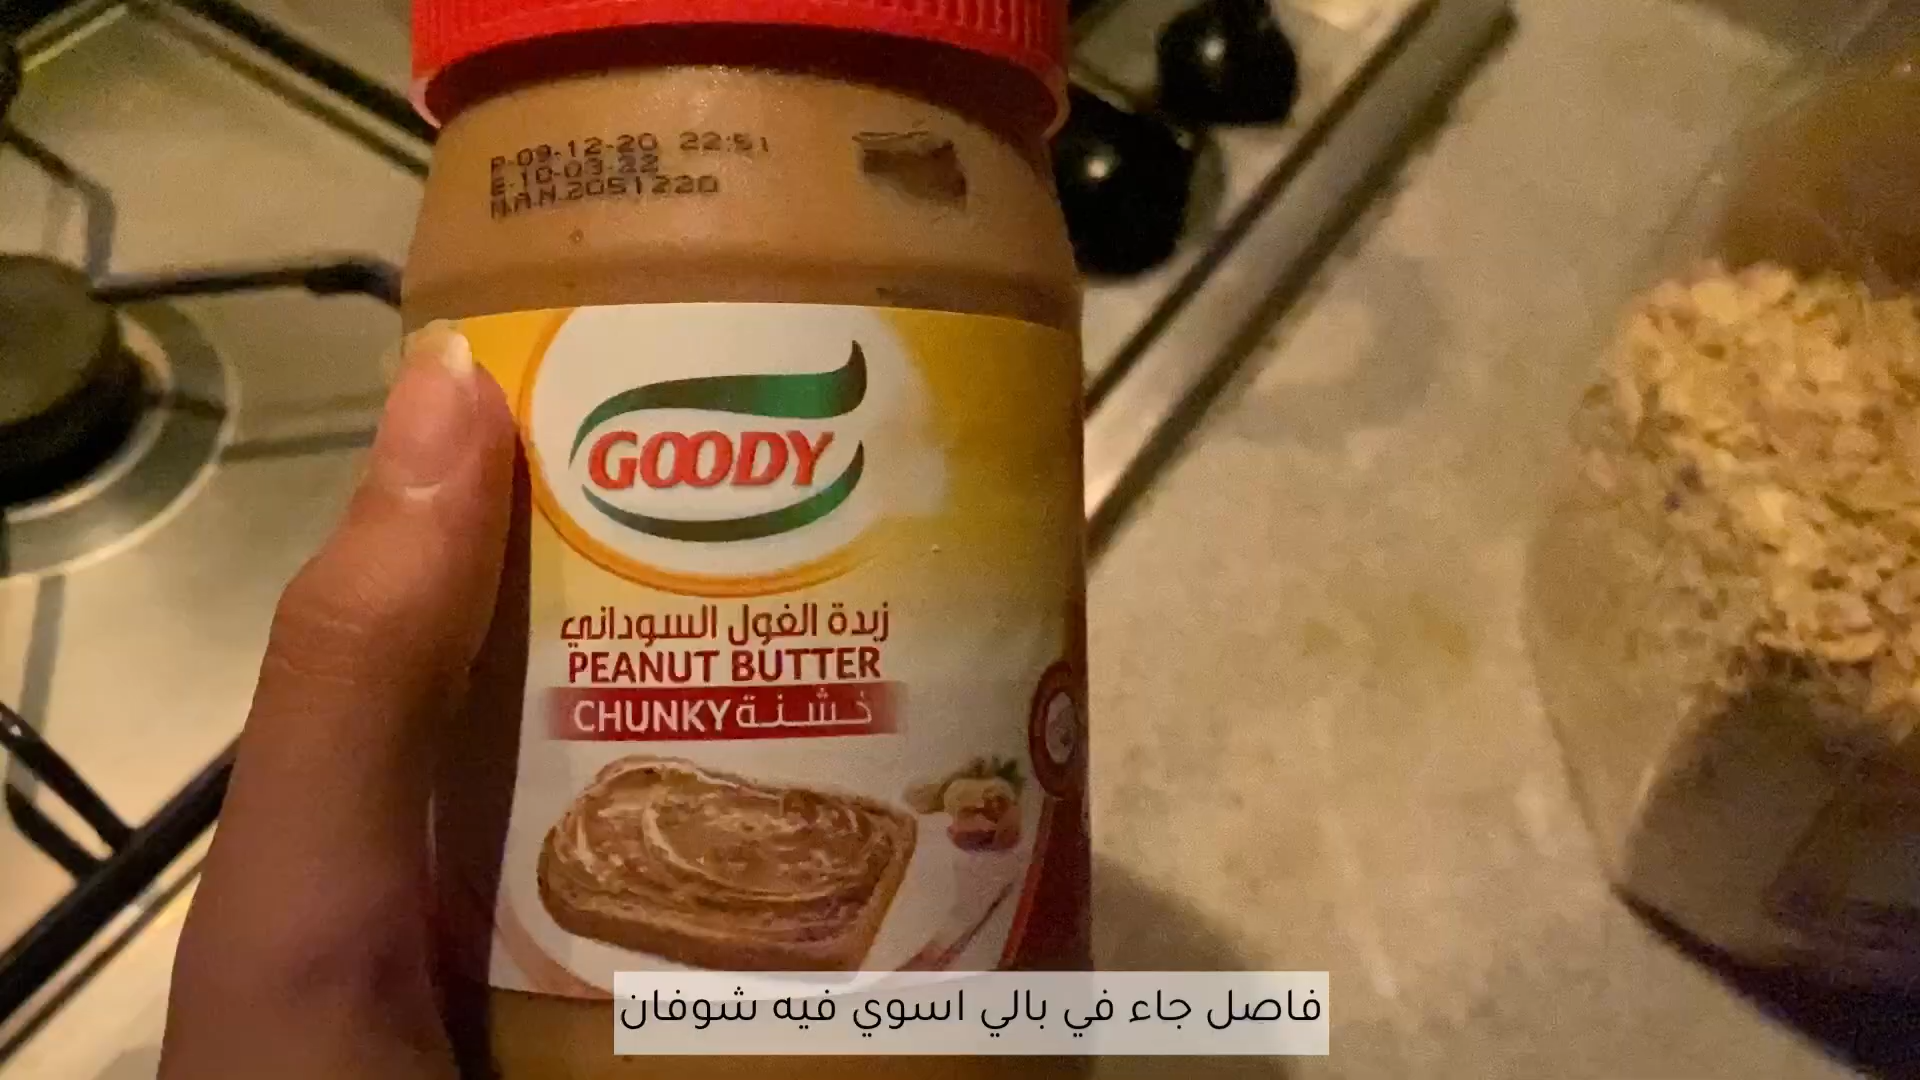 P-09-12-20 22:51
E-10-03-22
M.A.N.2051220
GOODY
زبدة الفول السوداني
PEANUT BUTTER
CHUNKY خشنة
فاصل جاء في بالي اسوي فيه شوفان